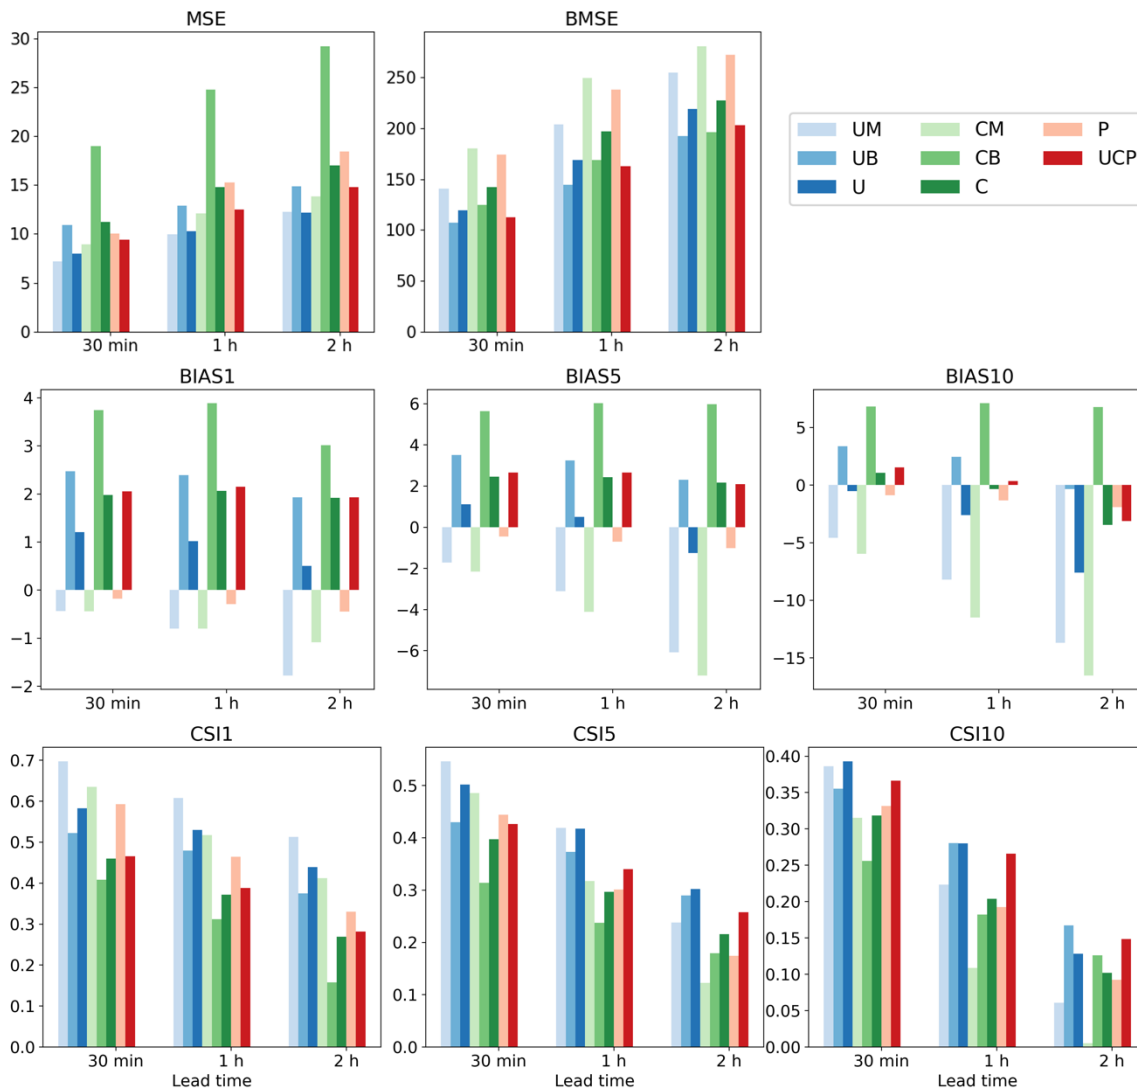 MSE
BMSE
30
25
20
15
10
5
0
30 min 1 h 2 h
250
200
150
100
50
0
30 min 1 h 2 h
UM CM P
UB CB UCP
U C
BIAS1
BIAS5
BIAS10
4
3
2
1
0
−1
−2
30 min 1 h 2 h
6
4
2
0
−2
−4
−6
30 min 1 h 2 h
5
0
−5
−10
−15
30 min 1 h 2 h
CSI1
CSI5
CSI10
0.7
0.6
0.5
0.4
0.3
0.2
0.1
0.0
30 min 1 h 2 h
Lead time
0.5
0.4
0.3
0.2
0.1
0.0
30 min 1 h 2 h
Lead time
0.40
0.35
0.30
0.25
0.20
0.15
0.10
0.05
0.00
30 min 1 h 2 h
Lead time